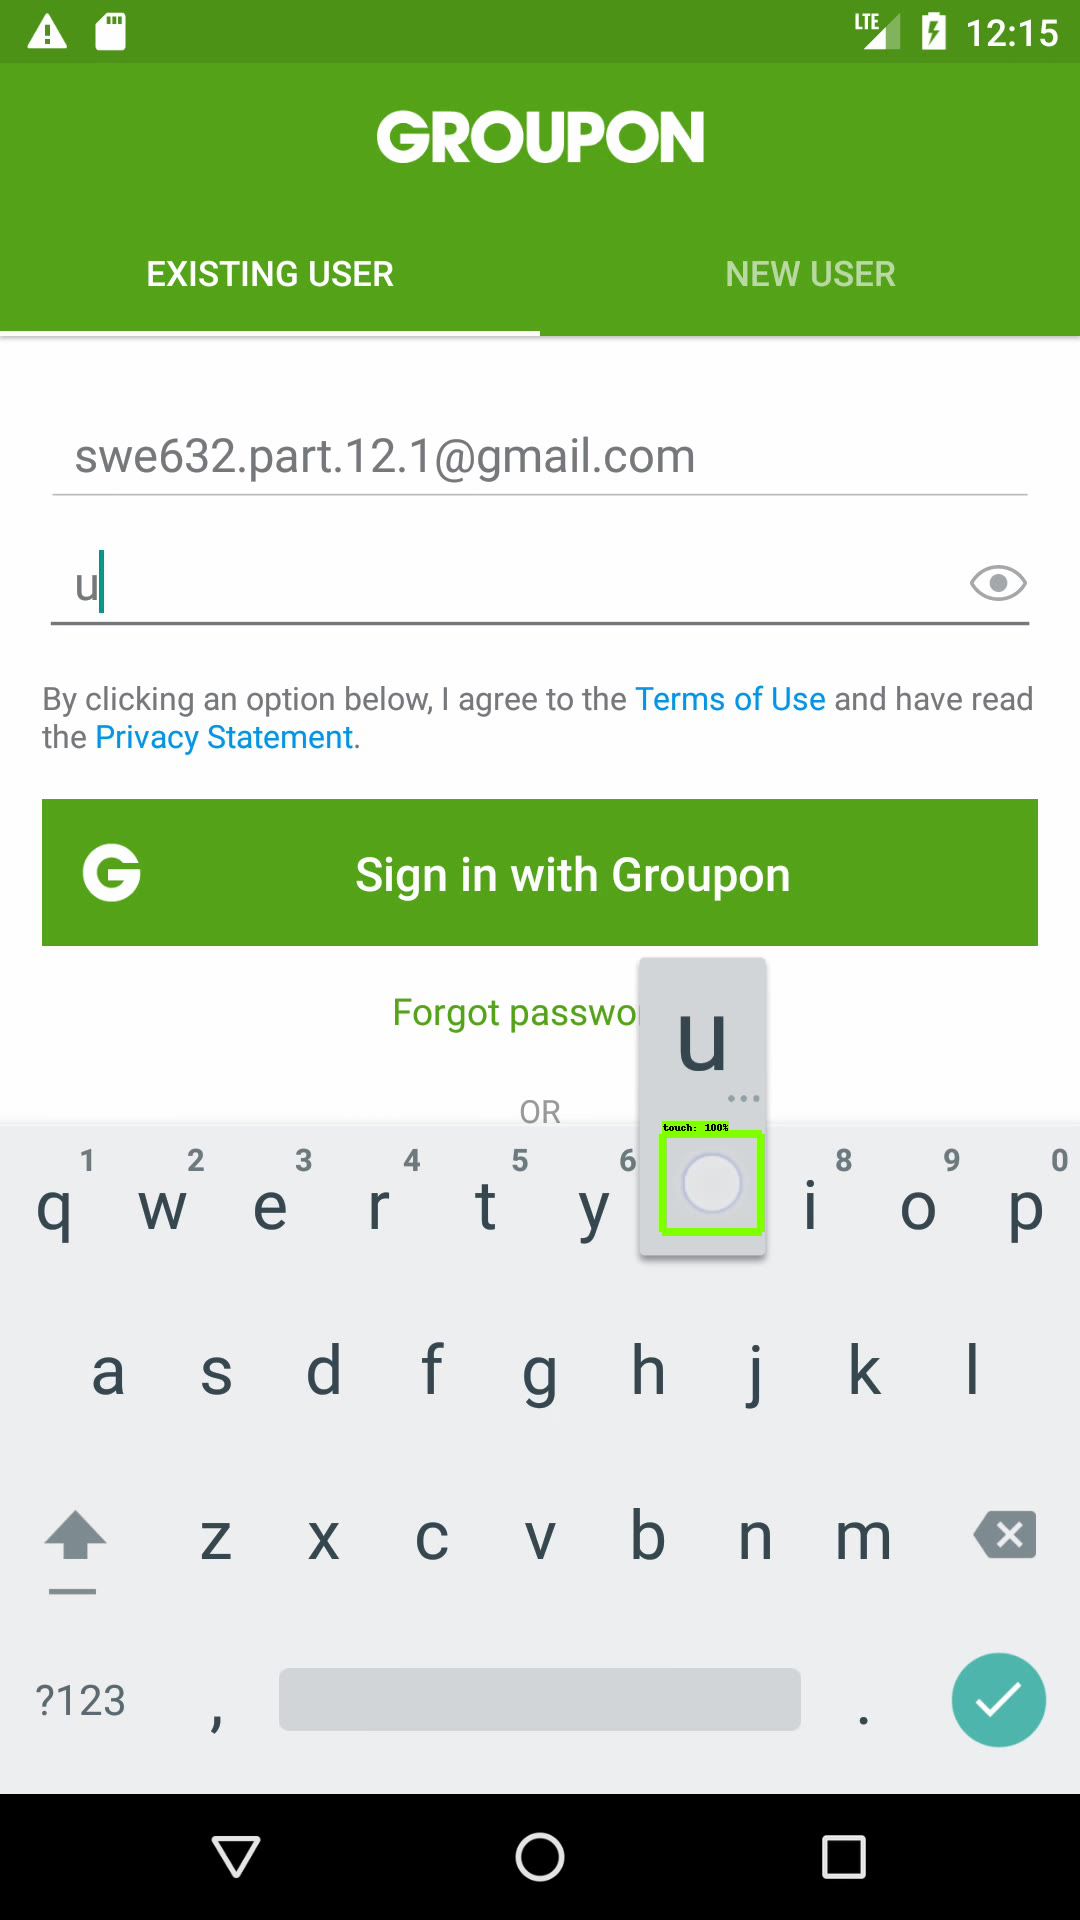 LTE 12:15
GROUPON
EXISTING USER NEW USER
swe632.part.12.1@gmail.com
u
By clicking an option below, I agree to the Terms of Use and have read
the Privacy Statement.
G Sign in with Groupon
u
Forgot passwo
OR
touch: 100%
1 2 3 4 5 6 8 9 0
q w e r t y i o p
a s d f g h j k l
z x c v b n m
?123 , .